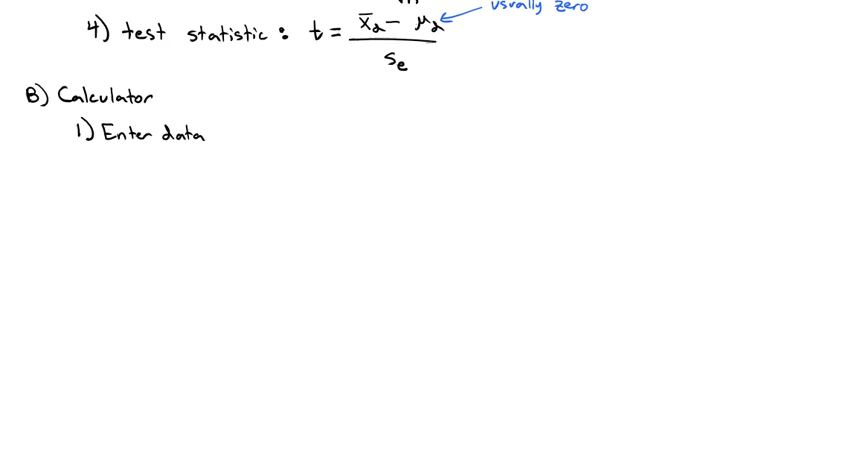 usually zero
4) test statistic : t = x̄d - μd / se
B) Calculator
1) Enter data